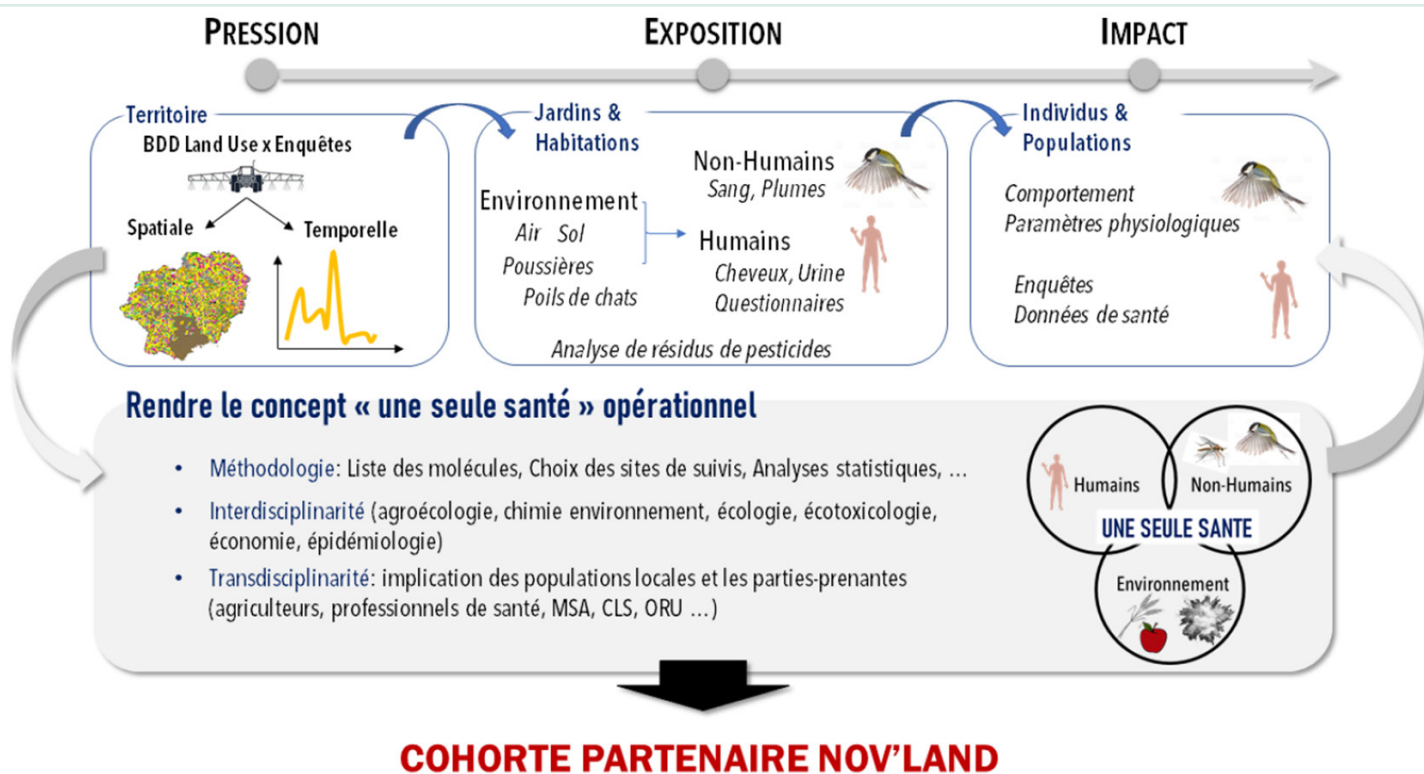 PRESSION
EXPOSITION
IMPACT
Territoire
BDD Land Use x Enquêtes
Spatiale
Temporelle
Jardins &
Habitations
Environnement
Air Sol
Poussières
Poils de chats
Non-Humains
Sang, Plumes
Humains
Cheveux, Urine
Questionnaires
Analyse de résidus de pesticides
Individus &
Populations
Comportement
Paramètres physiologiques
Enquêtes
Données de santé
Rendre le concept « une seule santé » opérationnel
• Méthodologie: Liste des molécules, Choix des sites de suivis, Analyses statistiques, …
• Interdisciplinarité (agroécologie, chimie environnement, écologie, écotoxicologie,
économie, épidémiologie)
• Transdisciplinarité: implication des populations locales et les parties-prenantes
(agriculteurs, professionnels de santé, MSA, CLS, ORU …)
Humains
Non-Humains
UNE SEULE SANTE
Environnement
COHORTE PARTENAIRE NOV'LAND